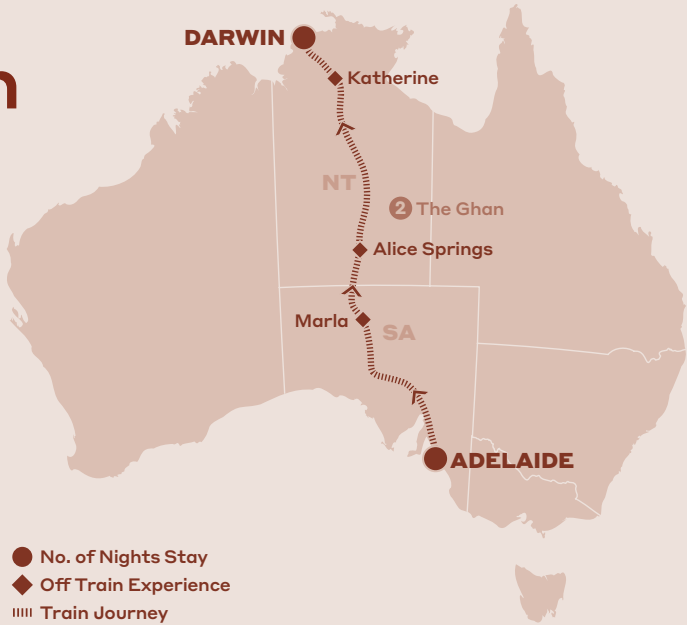 n
DARWIN
Katherine
NT
2 The Ghan
Alice Springs
Marla
SA
ADELAIDE
No. of Nights Stay
Off Train Experience
Train Journey